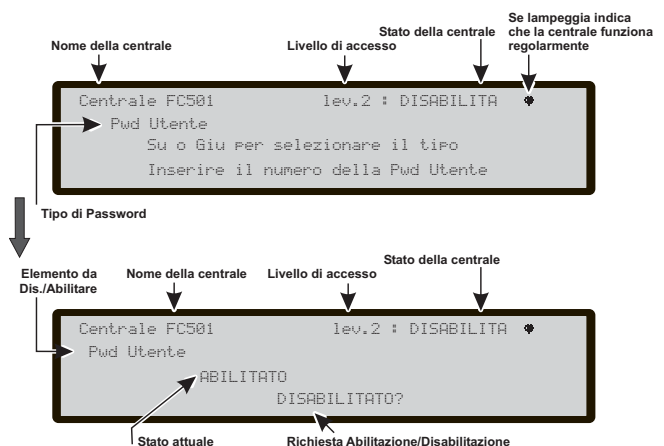 Se lampeggia indica
che la centrale funziona
regolarmente
Stato della centrale
Nome della centrale
Livello di accesso
Centrale FC501 lev.2 : DISABILITA
Pwd Utente
Su o Giu per selezionare il tipo
Inserire il numero della Pwd Utente
Tipo di Password
Elemento da
Dis./Abilitare
Nome della centrale
Livello di accesso
Stato della centrale
Centrale FC501 lev.2 : DISABILITA
Pwd Utente
ABILITATO
DISABILITATO?
Stato attuale
Richiesta Abilitazione/Disabilitazione